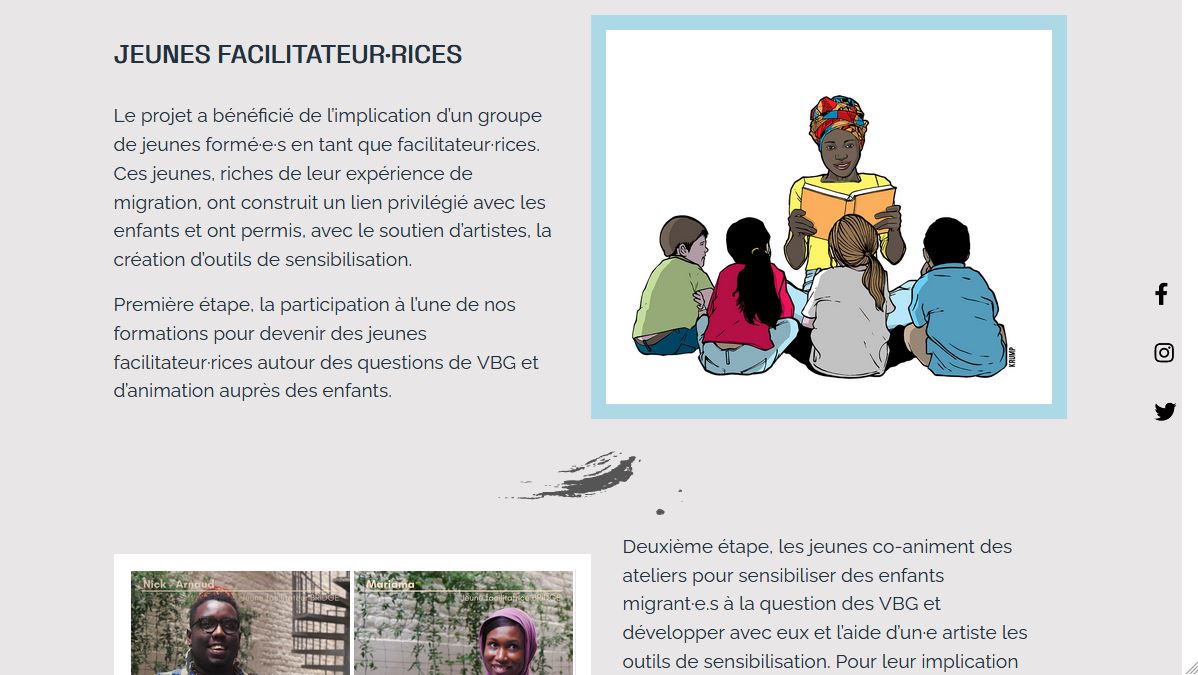 JEUNES FACILITATEUR·RICES
Le projet a bénéficié de l'implication d'un groupe
de jeunes formé·e·s en tant que facilitateur·rices.
Ces jeunes, riches de leur expérience de
migration, ont construit un lien privilégié avec les
enfants et ont permis, avec le soutien d'artistes, la
création d'outils de sensibilisation.
Première étape, la participation à l'une de nos
formations pour devenir des jeunes
facilitateur·rices autour des questions de VBG et
d'animation auprès des enfants.
KRUMP
Nick - Arnaud
Jeune facilitateur BRIDGE
Mariama
Jeune facilitatrice BRIDGE
Deuxième étape, les jeunes co-animent des
ateliers pour sensibiliser des enfants
migrant·e.s à la question des VBG et
développer avec eux et l'aide d'un·e artiste les
outils de sensibilisation. Pour leur implication